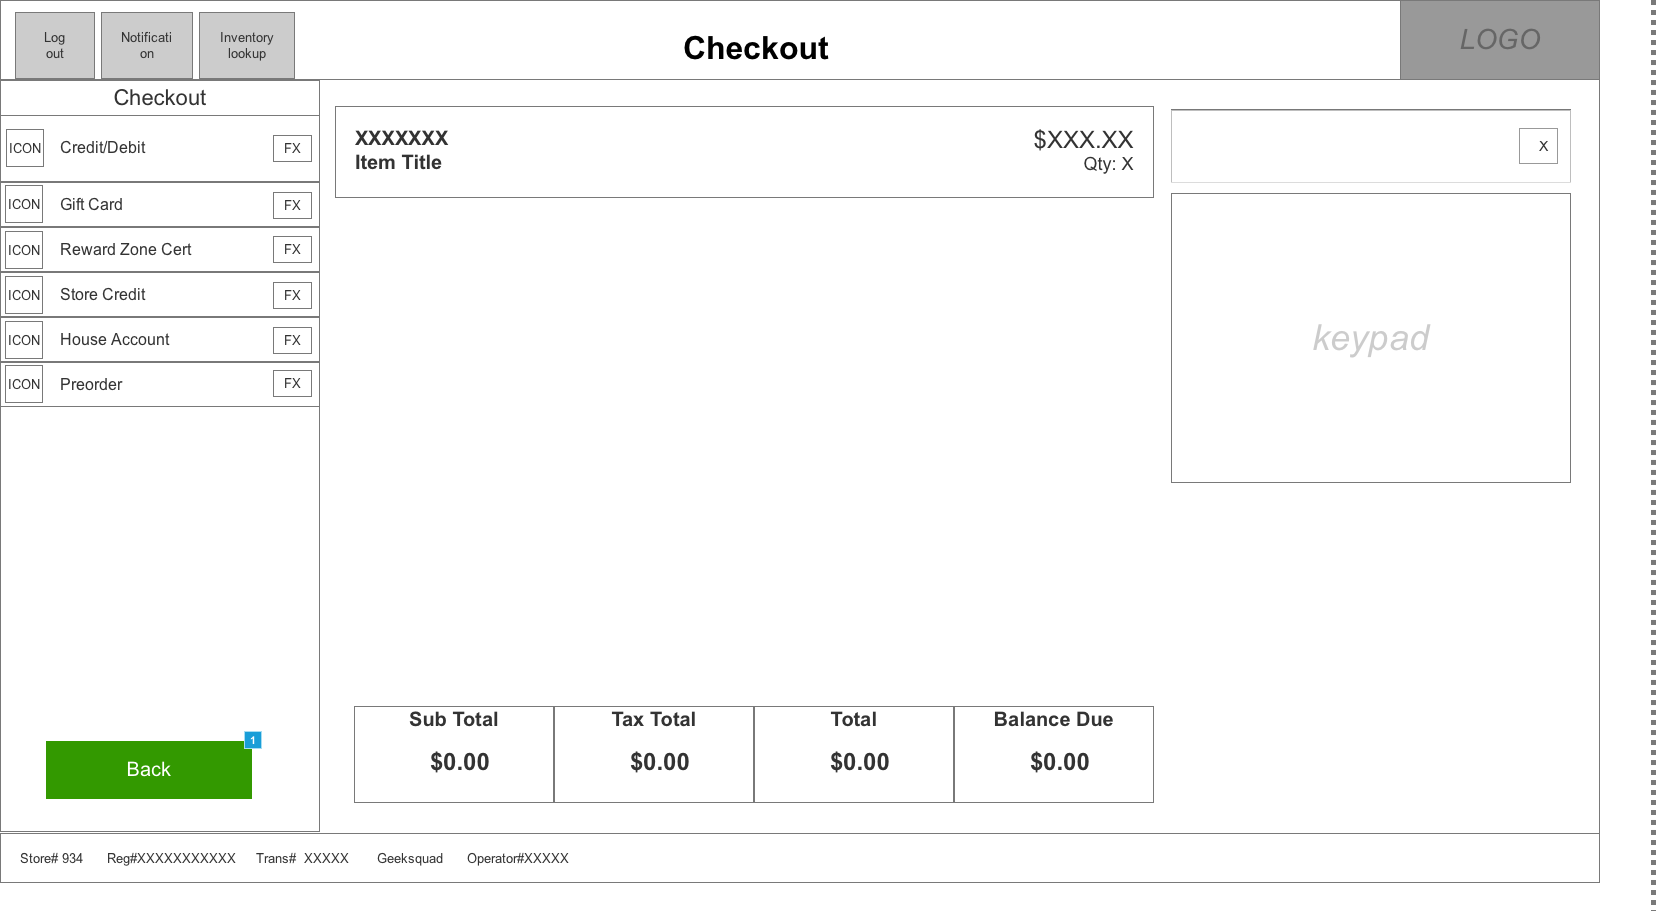 Log
out
Notificati
on
Inventory
lookup
Checkout
LOGO
Checkout
ICON Credit/Debit FX
ICON Gift Card FX
ICON Reward Zone Cert FX
ICON Store Credit FX
ICON House Account FX
ICON Preorder FX
1
Back
XXXXXXX $XXX.XX
Item Title Qty: X
X
keypad
Sub Total Tax Total Total Balance Due
$0.00 $0.00 $0.00 $0.00
Store# 934 Reg#XXXXXXXXXXX Trans# XXXXX Geeksquad Operator#XXXXX